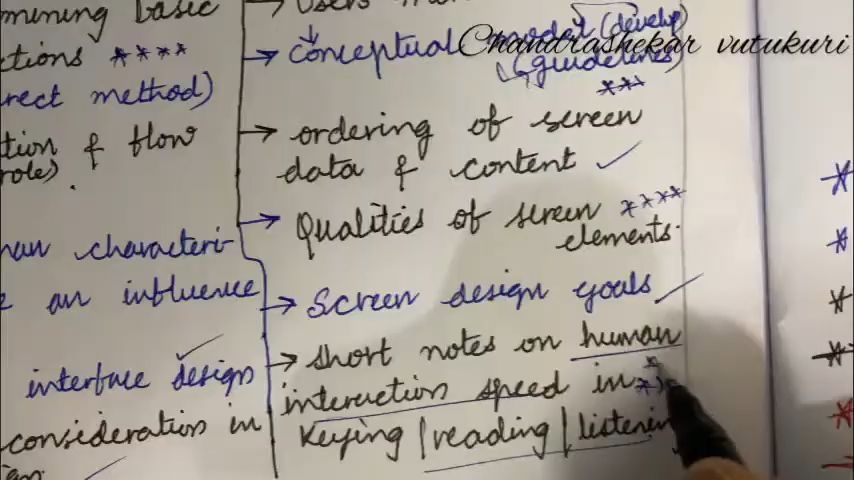 mining basic
ctions ****
rect method)
tion & flow
role).
man characteri-
e an influence
interface design
consideration in
→ Users
→ conceptual model (develop
(guidelines)
***
→ ordering of screen
data & content ✓
→ Qualities of screen ****
elements.
→ Screen design goals ✓
→ short notes on human
interaction speed in ***
Keying | reading | listenin
Chandrashekar vutukuri